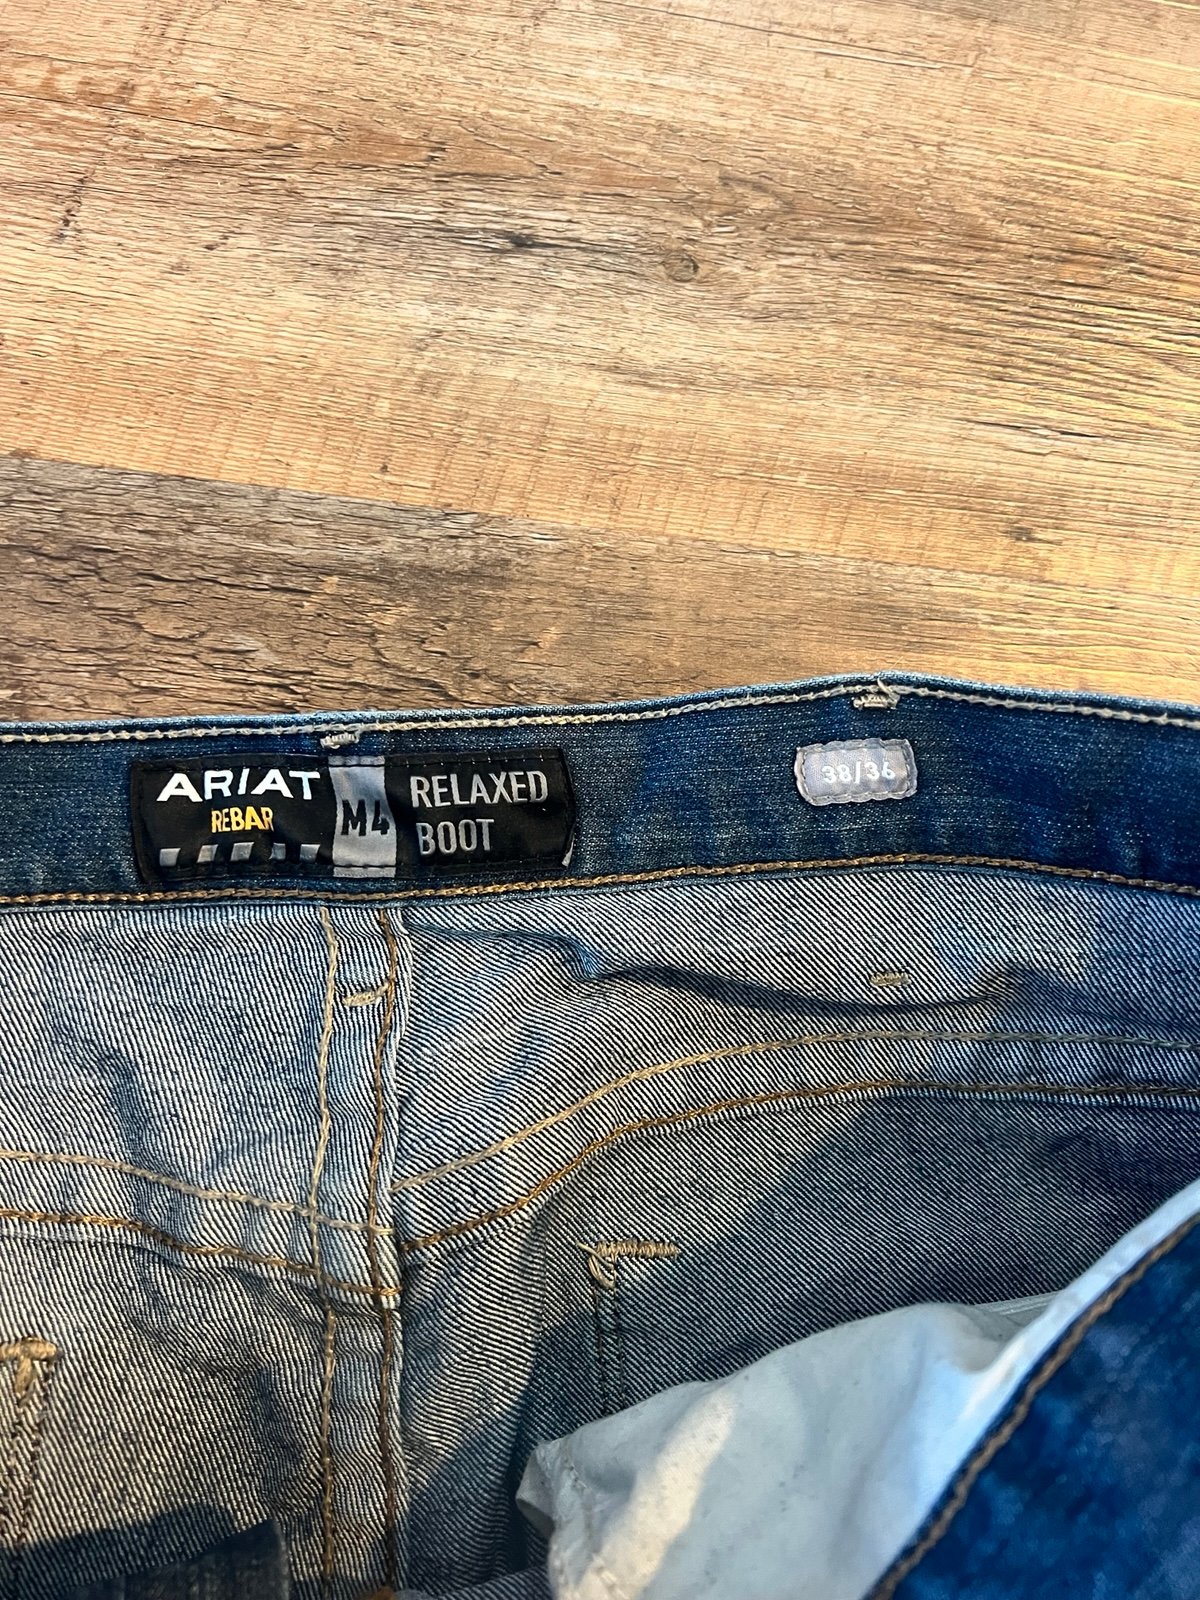 ARIAT
REBAR
M4
RELAXED
BOOT
38/36